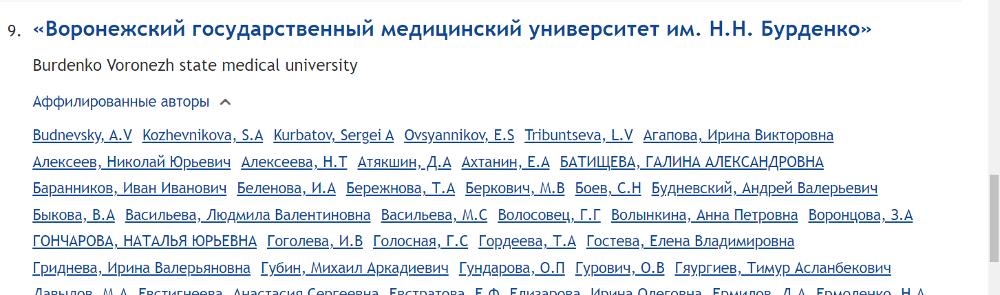 9. «Воронежский государственный медицинский университет им. Н.Н. Бурденко»
Burdenko Voronezh state medical university
Аффилированные авторы
Budnevsky, A.V Kozhevnikova, S.A Kurbatov, Sergei A Ovsyannikov, E.S Tribuntseva, L.V Агапова, Ирина Викторовна
Алексеев, Николай Юрьевич Алексеева, Н.Т Атякшин, Д.А Ахтанин, Е.А БАТИЩЕВА, ГАЛИНА АЛЕКСАНДРОВНА
Баранников, Иван Иванович Беленова, И.А Бережнова, Т.А Беркович, М.В Боев, С.Н Будневский, Андрей Валерьевич
Быкова, В.А Васильева, Людмила Валентиновна Васильева, М.С Волосовец, Г.Г Волынкина, Анна Петровна Воронцова, З.А
ГОНЧАРОВА, НАТАЛЬЯ ЮРЬЕВНА Гоголева, И.В Голосная, Г.С Гордеева, Т.А Гостева, Елена Владимировна
Гриднева, Ирина Валерьяновна Губин, Михаил Аркадиевич Гундарова, О.П Гурович, О.В Гяургиев, Тимур Асланбекович
Давыдов, М.А Евстигнеева, Анастасия Сергеевна Евстратова, Е.Ф Елизарова, Ирина Олеговна Ермилов, Д.А Ермоленко, Н.А